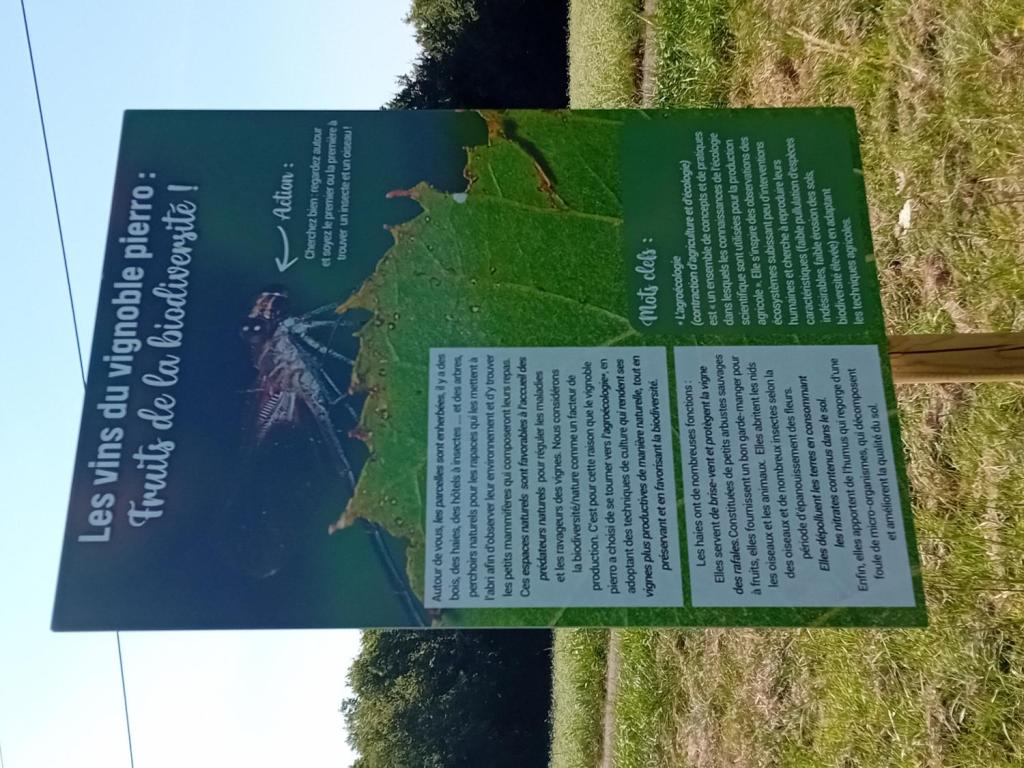 Les vins du vignoble pierro :
Fruits de la biodiversité !
Action :
Cherchez bien : regardez autour
et soyez le premier ou la première à
trouver un insecte et un oiseau !
Autour de vous, les parcelles sont enherbées, il y a des
bois, des haies, des hôtels à insectes ... et des arbres,
perchoirs naturels pour les rapaces qui les mettent à
l'abri afin d'observer leur environnement et d'y trouver
les petits mammifères qui composeront leurs repas.
Ces espaces naturels sont favorables à l'accueil des
prédateurs naturels pour réguler les maladies
et les ravageurs des vignes. Nous considérons
la biodiversité/nature comme un facteur de
production. C'est pour cette raison que le vignoble
pierro a choisi de se tourner vers l'agroécologie*, en
adoptant des techniques de culture qui rendent ses
vignes plus productives de manière naturelle, tout en
préservant et en favorisant la biodiversité.
Les haies ont de nombreuses fonctions :
Elles servent de brise-vent et protègent la vigne
des rafales. Constituées de petits arbustes sauvages
à fruits, elles fournissent un bon garde-manger pour
les oiseaux et les animaux. Elles abritent les nids
des oiseaux et de nombreux insectes selon la
période d'épanouissement des fleurs.
Elles dépolluent les terres en consommant
les nitrates contenus dans le sol.
Enfin, elles apportent de l'humus qui regorge d'une
foule de micro-organismes, qui décomposent
et améliorent la qualité du sol.
Mots clefs :
* L'agroécologie
(contraction d'agriculture et d'écologie)
est « un ensemble de concepts et de pratiques
dans lesquels les connaissances de l'écologie
scientifique sont utilisées pour la production
agricole ». Elle s'inspire des observations des
écosystèmes subissant peu d'interventions
humaines et cherche à reproduire leurs
caractéristiques (faible pullulation d'espèces
indésirables, faible érosion des sols,
biodiversité élevée) en adaptant
les techniques agricoles.